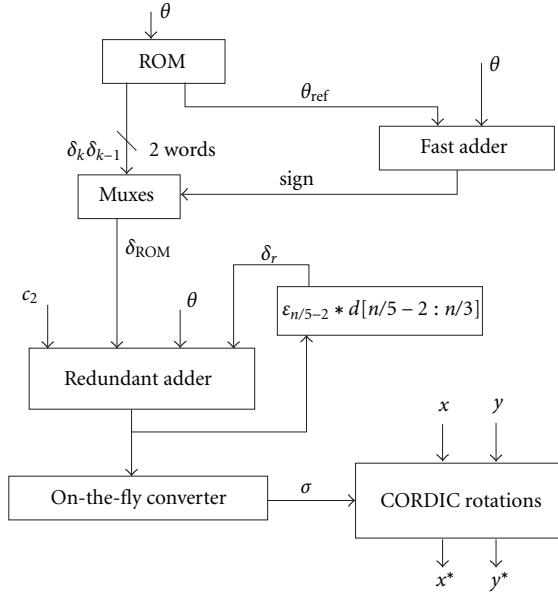 θ
ROM
θ
θref
δkδk−1 2 words
Fast adder
sign
Muxes
δROM
δr
c2
θ
εn/5−2 ∗ d[n/5 − 2 : n/3]
Redundant adder
x y
On-the-fly converter
σ
CORDIC rotations
x* y*